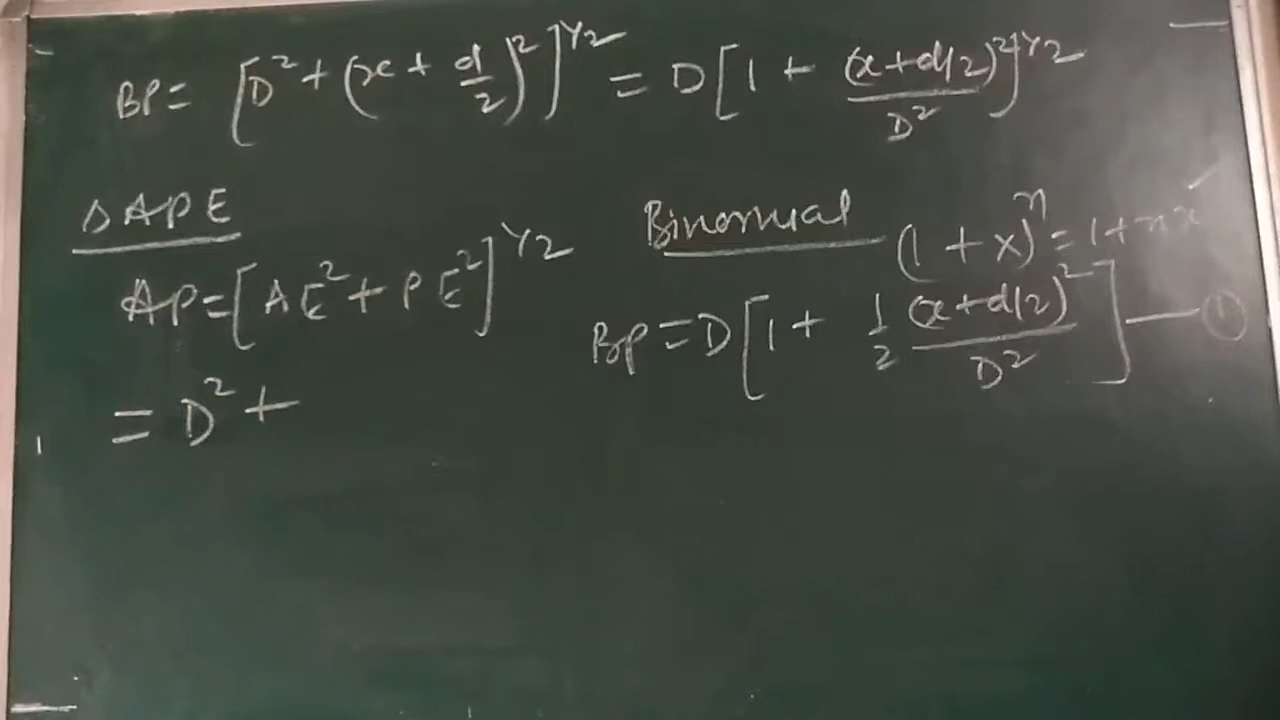 BP = [D² + (x + d/2)²]^1/2 = D[1 + (x+d/2)²/D²]^1/2
△APE
AP = [AE² + PE²]^1/2
= D² +
Binomial (1 + x)ⁿ = 1 + nx
BP = D[1 + 1/2 (x+d/2)²/D²] — ①